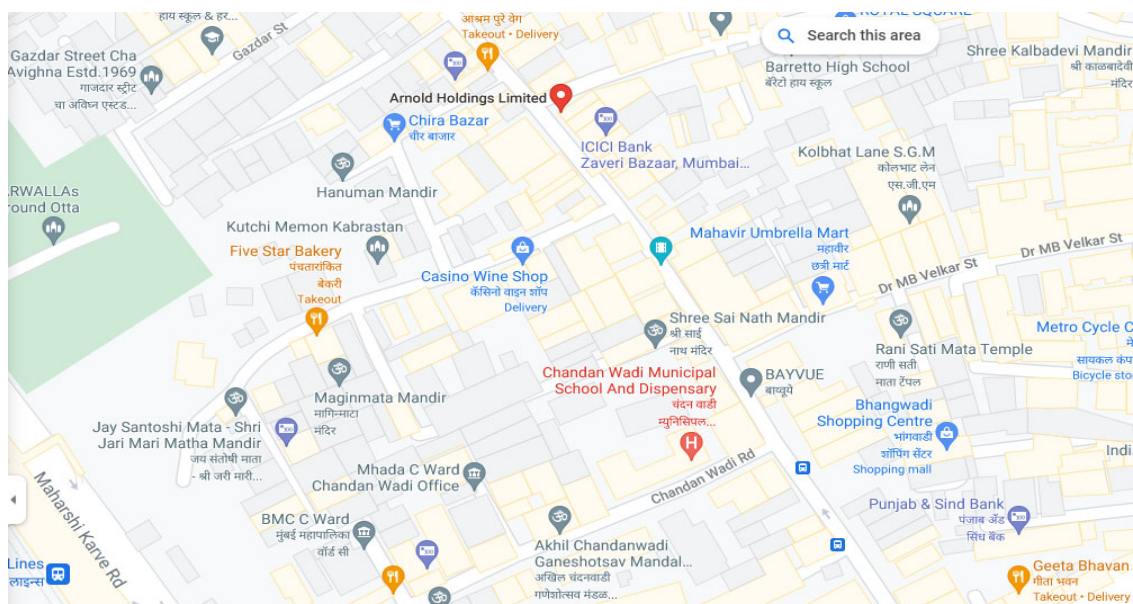 हाय स्कूल & हर...
Gazdar St
Gazdar Street Cha
Avighna Estd.1969
गाजदार स्ट्रीट
चा अविघ्न एस्टड...
आश्रम पुरे वेग
Takeout • Delivery
ROYAL SQUARE
Search this area
Barretto High School
बॅरेटो हाय स्कूल
Shree Kalbadevi Mandir
श्री काळबादेवी
मंदिर
Arnold Holdings Limited
Chira Bazar
चीर बाजार
ICICI Bank
Zaveri Bazaar, Mumbai...
Hanuman Mandir
Kolbhat Lane S.G.M
कोलभाट लेन
एस.जी.एम
RWALLAs
round Otta
Kutchi Memon Kabrastan
Five Star Bakery
पंचतारांकित
बेकरी
Takeout
Casino Wine Shop
कॅसिनो वाइन शॉप
Delivery
Mahavir Umbrella Mart
महावीर
छत्री मार्ट
Dr MB Velkar St
Dr MB Velkar St
Shree Sai Nath Mandir
श्री साई
नाथ मंदिर
Rani Sati Mata Temple
राणी सती
माता टेंपल
Metro Cycle C
मे
सायकल कंप
Bicycle sto
Chandan Wadi Municipal
School And Dispensary
चंदन वाडी
म्युनिसिपल...
BAYVUE
बाय्वूये
Maginmata Mandir
मागिन्माटा
मंदिर
Bhangwadi
Shopping Centre
भांगवाडी
शॉपिंग सेंटर
Shopping mall
Jay Santoshi Mata - Shri
Jari Mari Matha Mandir
जय संतोषी माता
- श्री जरी मारी...
Indi
Mhada C Ward
Chandan Wadi Office
Chandan Wadi Rd
Maharshi Karve Rd
Punjab & Sind Bank
पंजाब अँड
सिंध बँक
BMC C Ward
मुंबई महापालिका
वॉर्ड सी
Akhil Chandanwadi
Ganeshotsav Mandal...
अखिल चंदनवाडी
गणेशोत्सव मंडळ...
Lines
लाइन्स
Geeta Bhavan
गीता भवन
Takeout • Delivery